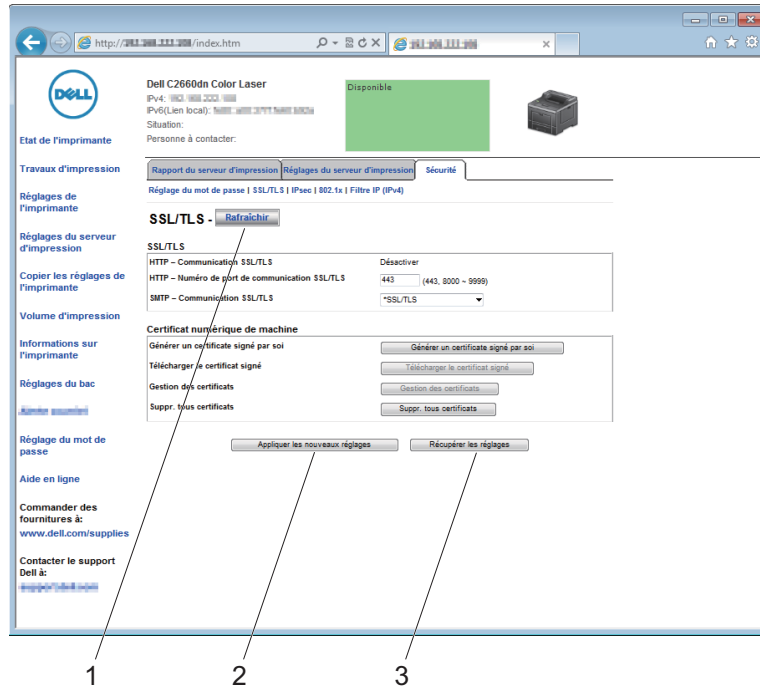 http:// /index.htm
DELL
Dell C2660dn Color Laser
IPv4:
IPv6(Lien local):
Situation:
Personne à contacter:
Disponible
Etat de l'imprimante
Travaux d'impression
Réglages de
l'imprimante
Réglages du serveur
d'impression
Copier les réglages de
l'imprimante
Volume d'impression
Informations sur
l'imprimante
Réglages du bac
Réglage du mot de
passe
Aide en ligne
Commander des
fournitures à:
www.dell.com/supplies
Contacter le support
Dell à:
Rapport du serveur d'impression Réglages du serveur d'impression Sécurité
Réglage du mot de passe | SSL/TLS | IPsec | 802.1x | Filtre IP (IPv4)
SSL/TLS - Rafraîchir
SSL/TLS
HTTP – Communication SSL/TLS Désactiver
HTTP – Numéro de port de communication SSL/TLS 443 (443, 8000 ~ 9999)
SMTP – Communication SSL/TLS *SSL/TLS
Certificat numérique de machine
Générer un certificate signé par soi Générer un certificate signé par soi
Télécharger le certificat signé Télécharger le certificat signé
Gestion des certificats Gestion des certificats
Suppr. tous certificats Suppr. tous certificats
Appliquer les nouveaux réglages Récupérer les réglages
1 2 3